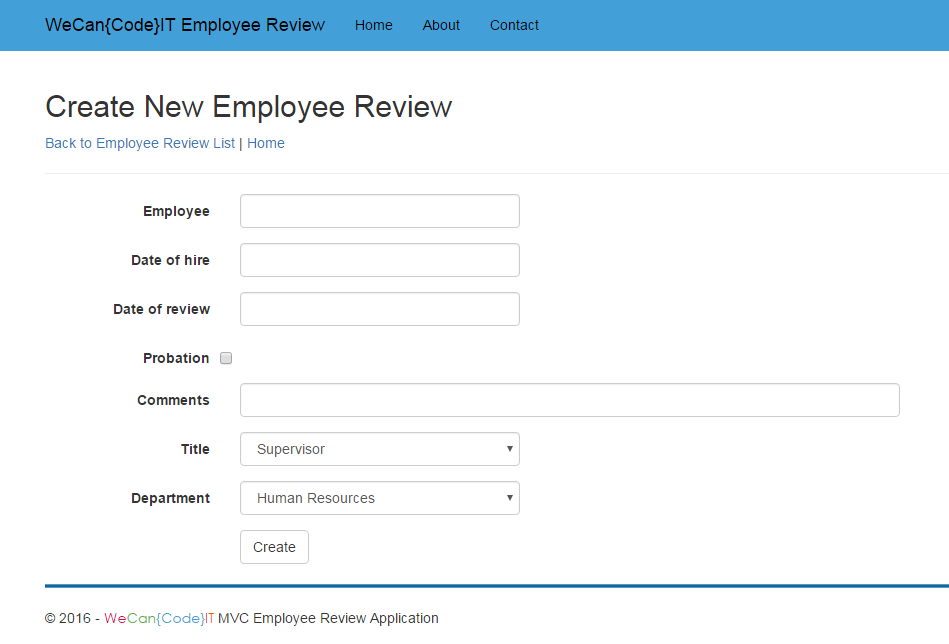 WeCan{Code}IT Employee Review Home About Contact
Create New Employee Review
Back to Employee Review List | Home
Employee
Date of hire
Date of review
Probation
Comments
Title Supervisor
Department Human Resources
Create
© 2016 - WeCan{Code}IT MVC Employee Review Application